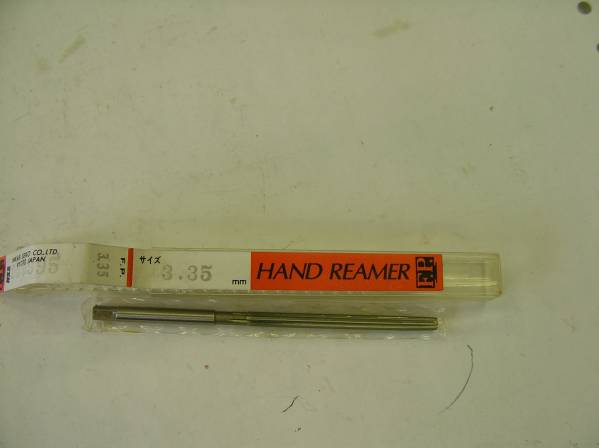 CO.,LTD.
JAPAN
3.35
F.P.
サイズ
3.35
mm
HAND REAMER